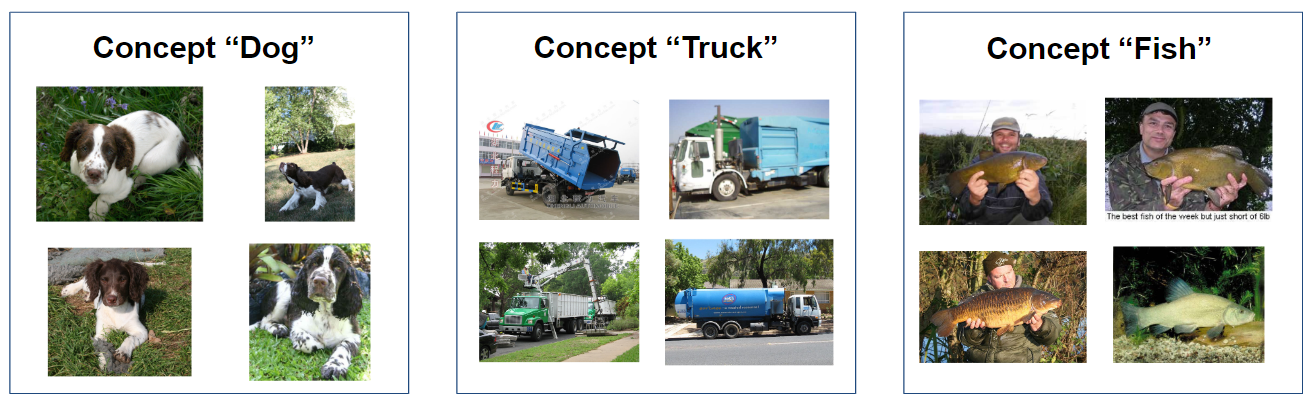 Concept “Dog”
Concept “Truck”
Concept “Fish”
The best fish of the week but just short of 6lb